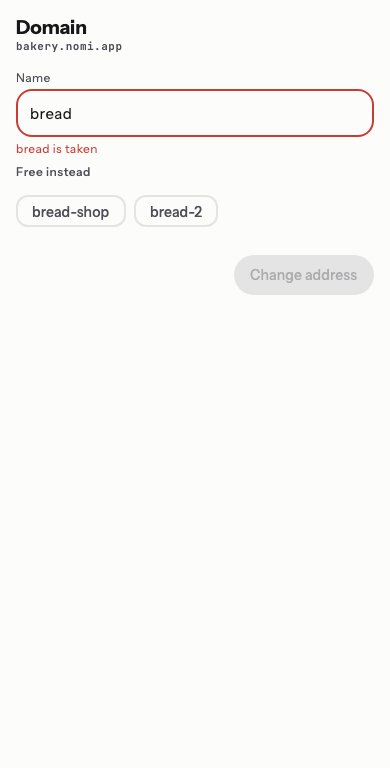 Domain
bakery.nomi.app
Name
bread
bread is taken
Free instead
bread-shop bread-2
Change address